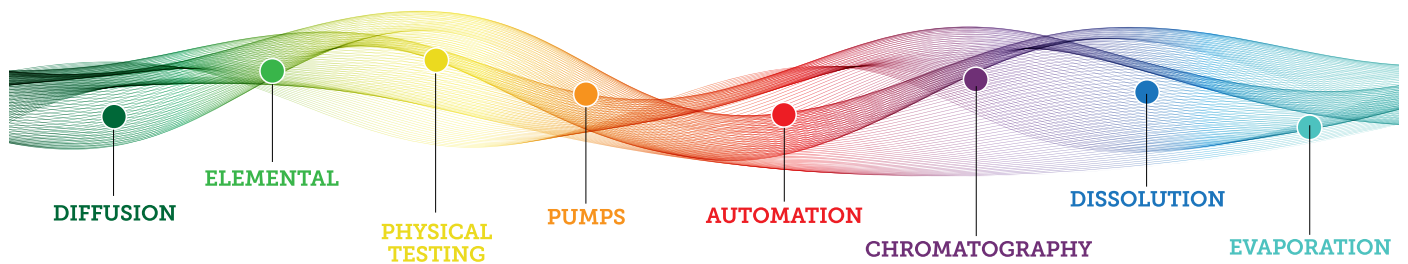 DIFFUSION
ELEMENTAL
PHYSICAL
TESTING
PUMPS
AUTOMATION
CHROMATOGRAPHY
DISSOLUTION
EVAPORATION